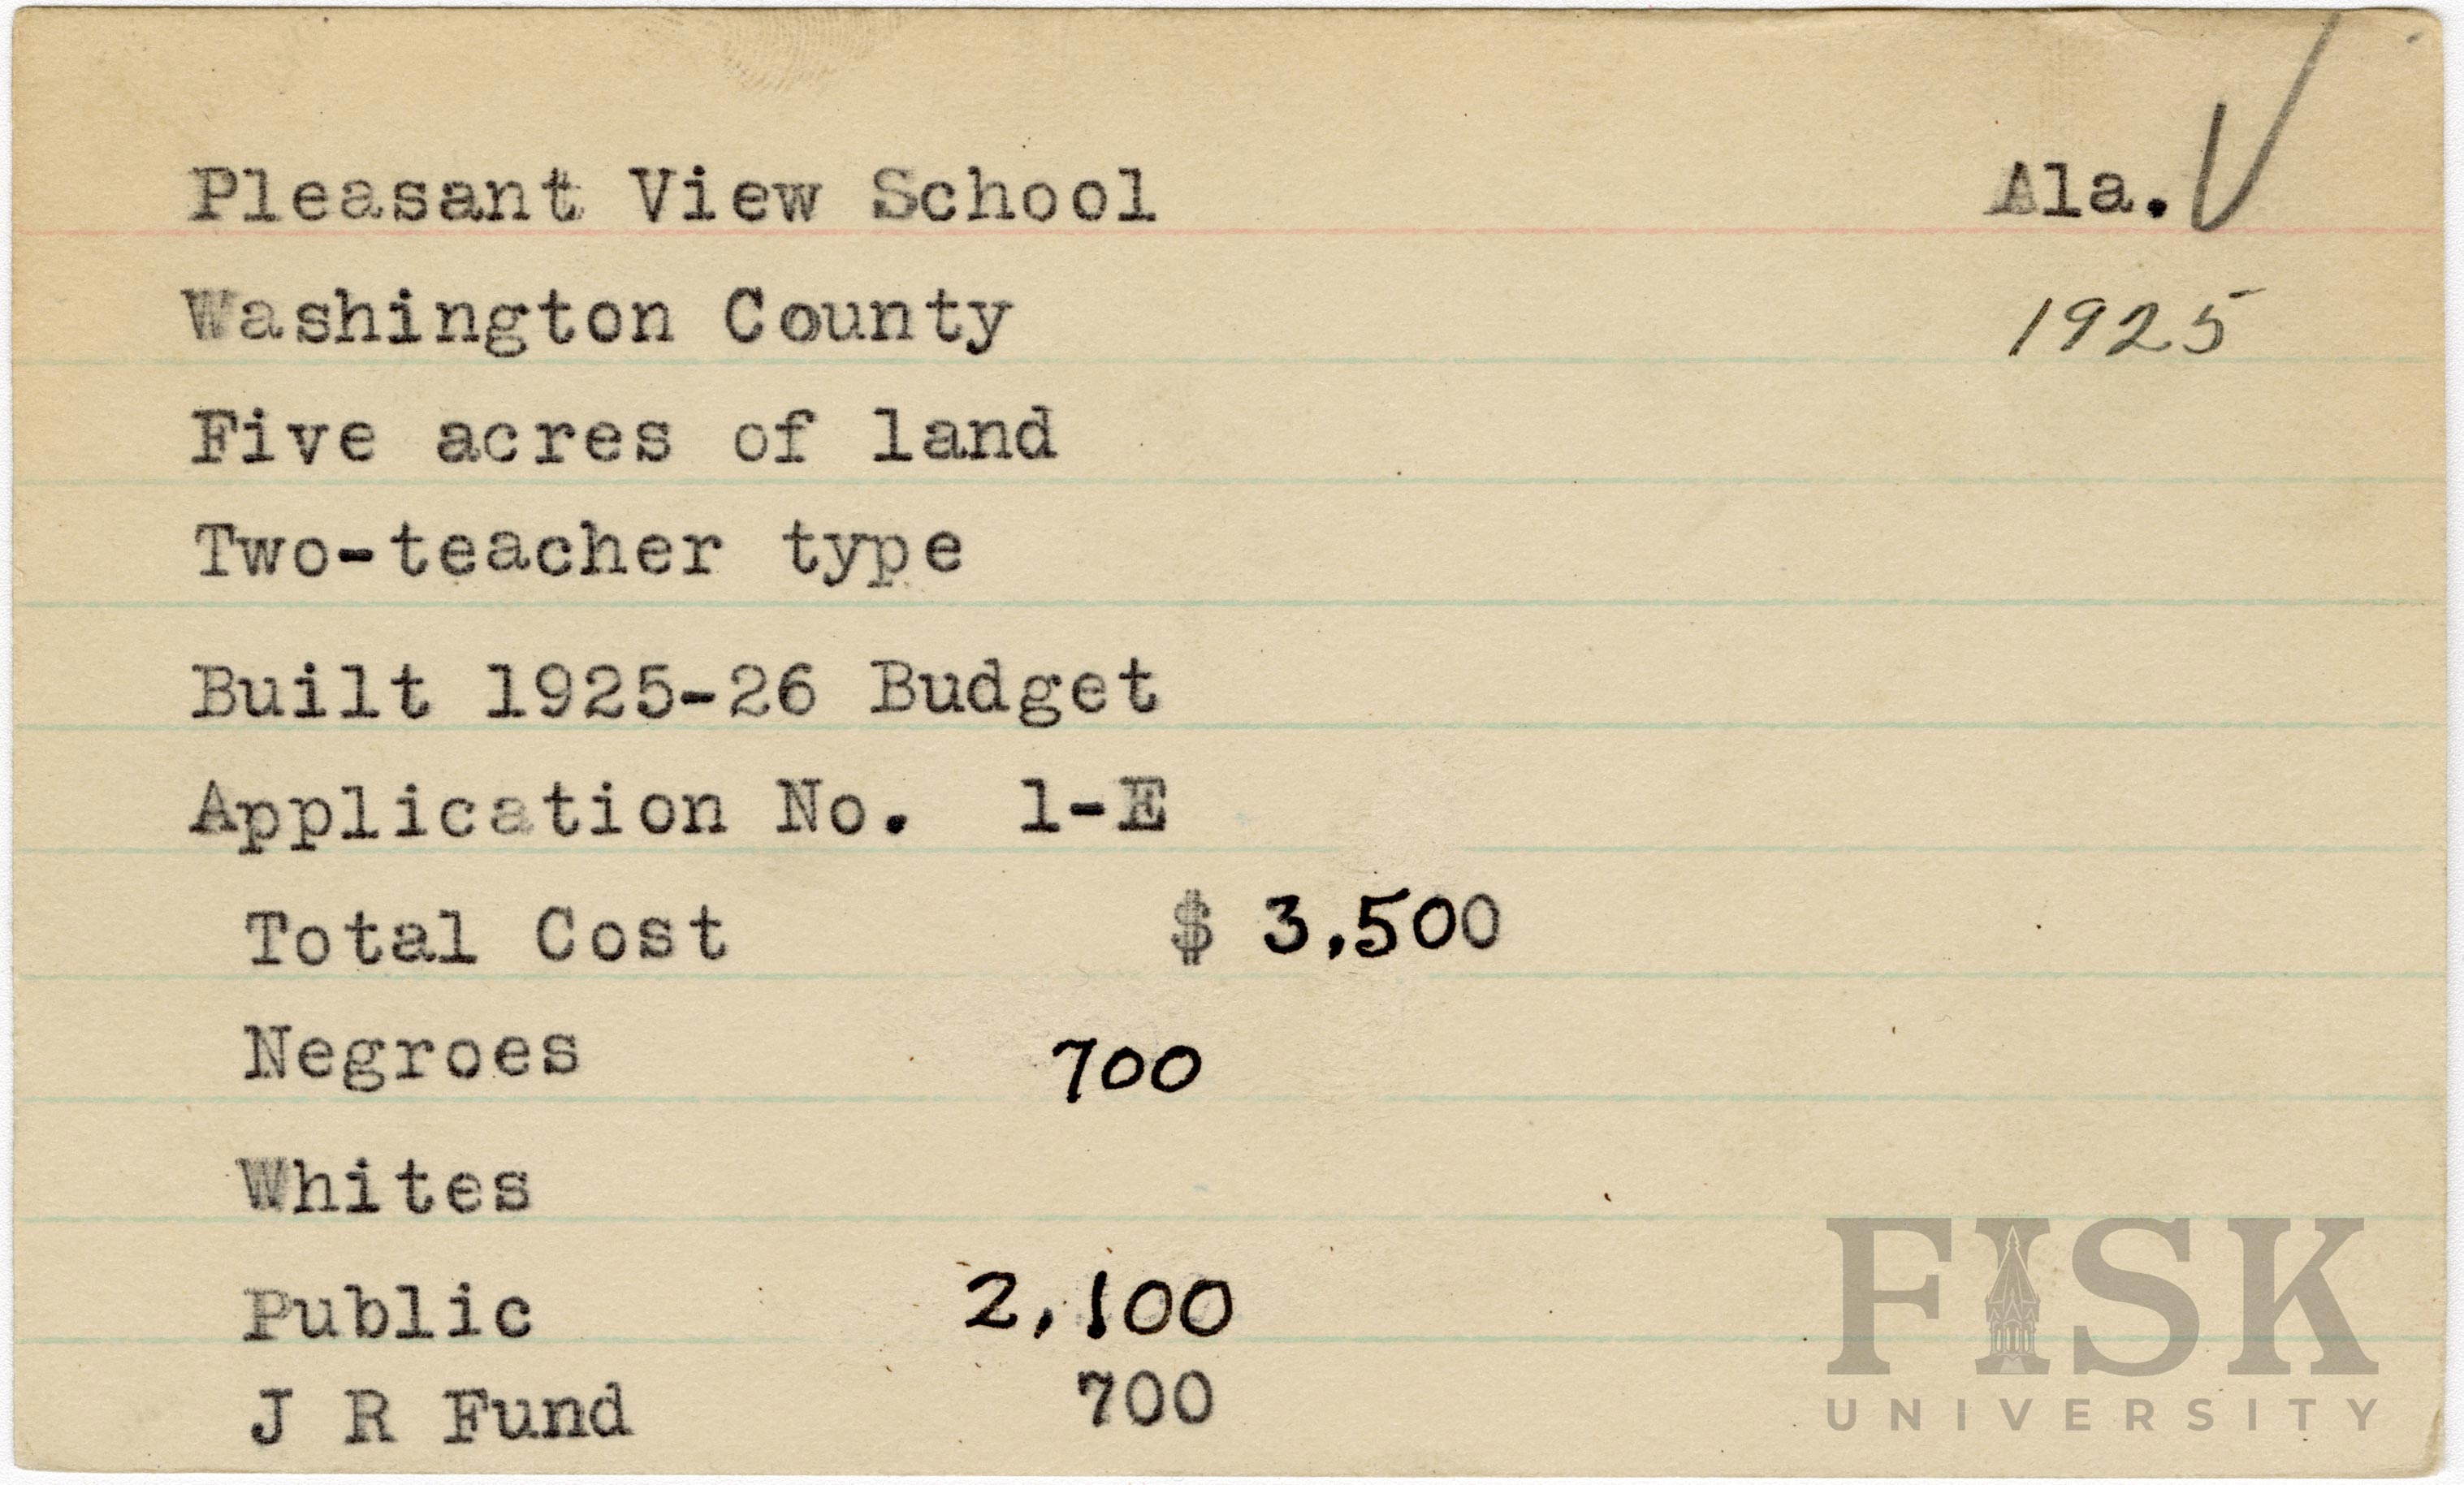 Pleasant View School Ala. V
Washington County 1925
Five acres of land
Two-teacher type
Built 1925-26 Budget
Application No. 1-E
Total Cost $ 3,500
Negroes 700
Whites
Public 2,100
J R Fund 700
FISK
UNIVERSITY